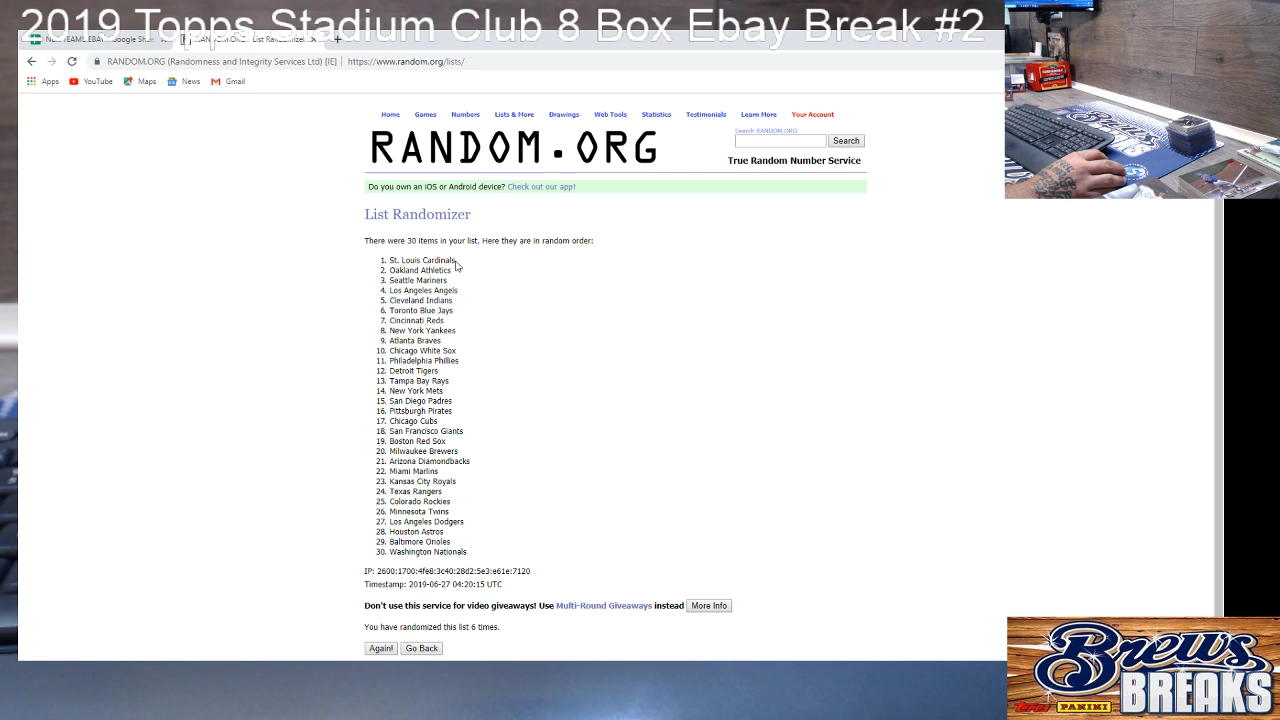 2019 Topps Stadium Club 8 Box Ebay Break #2
RANDOM.ORG (Randomness and Integrity Services Ltd) [IE] | https://www.random.org/lists/
Apps YouTube Maps News Gmail
Home Games Numbers Lists & More Drawings Web Tools Statistics Testimonials Learn More Your Account
RANDOM.ORG
Search RANDOM.ORG
Search
True Random Number Service
Do you own an iOS or Android device? Check out our app!
List Randomizer
There were 30 items in your list. Here they are in random order:
1. St. Louis Cardinals
2. Oakland Athletics
3. Seattle Mariners
4. Los Angeles Angels
5. Cleveland Indians
6. Toronto Blue Jays
7. Cincinnati Reds
8. New York Yankees
9. Atlanta Braves
10. Chicago White Sox
11. Philadelphia Phillies
12. Detroit Tigers
13. Tampa Bay Rays
14. New York Mets
15. San Diego Padres
16. Pittsburgh Pirates
17. Chicago Cubs
18. San Francisco Giants
19. Boston Red Sox
20. Milwaukee Brewers
21. Arizona Diamondbacks
22. Miami Marlins
23. Kansas City Royals
24. Texas Rangers
25. Colorado Rockies
26. Minnesota Twins
27. Los Angeles Dodgers
28. Houston Astros
29. Baltimore Orioles
30. Washington Nationals
IP: 2600:1700:4fe8:3c40:28d2:5e3:e61e:7120
Timestamp: 2019-06-27 04:20:15 UTC
Don't use this service for video giveaways! Use Multi-Round Giveaways instead More Info
You have randomized this list 6 times.
Again! Go Back
Brews
BREAKS
Topps PANINI